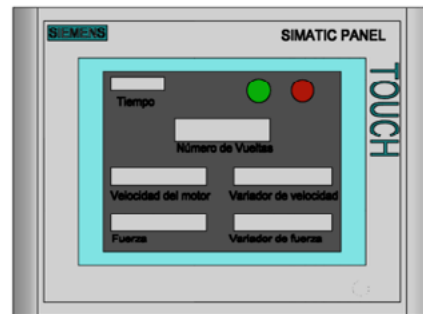 SIEMENS
SIMATIC PANEL
TOUCH
Tiempo
Número de Vueltas
Velocidad del motor
Variador de velocidad
Fuerza
Variador de fuerza